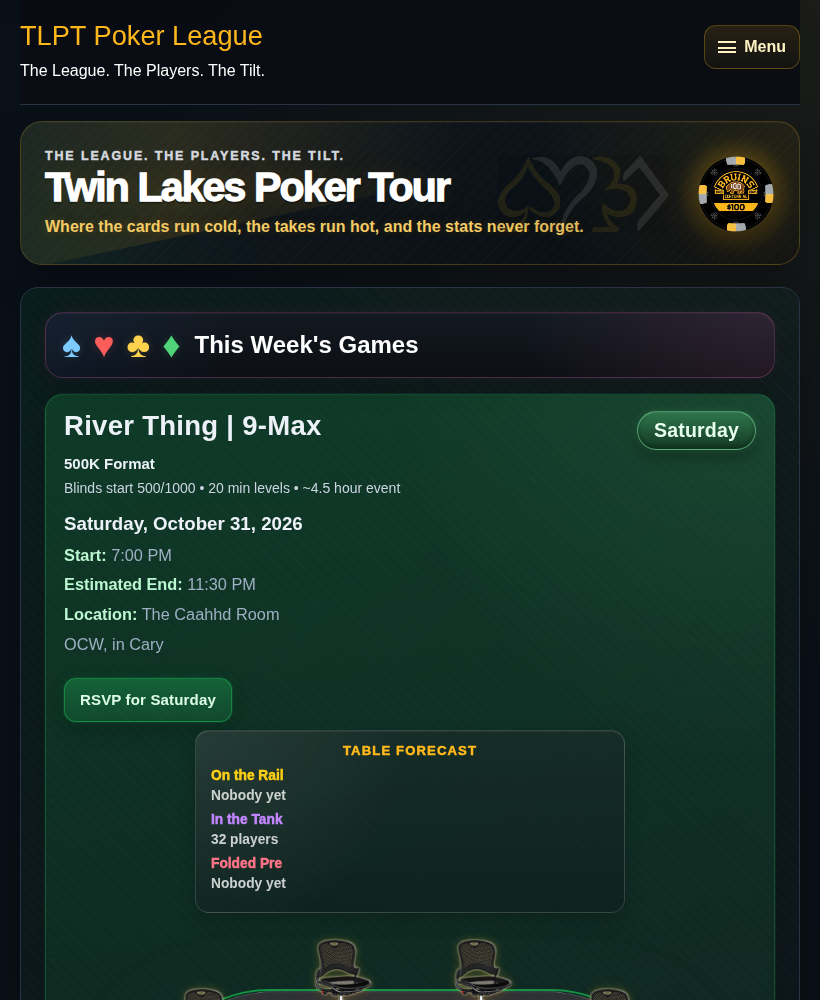 TLPT Poker League
The League. The Players. The Tilt.
Menu
THE LEAGUE. THE PLAYERS. THE TILT.
Twin Lakes Poker Tour
Where the cards run cold, the takes run hot, and the stats never forget.
BRUINS
100
$100
This Week's Games
River Thing | 9-Max
Saturday
500K Format
Blinds start 500/1000 • 20 min levels • ~4.5 hour event
Saturday, October 31, 2026
Start: 7:00 PM
Estimated End: 11:30 PM
Location: The Caahhd Room
OCW, in Cary
RSVP for Saturday
TABLE FORECAST
On the Rail
Nobody yet
In the Tank
32 players
Folded Pre
Nobody yet